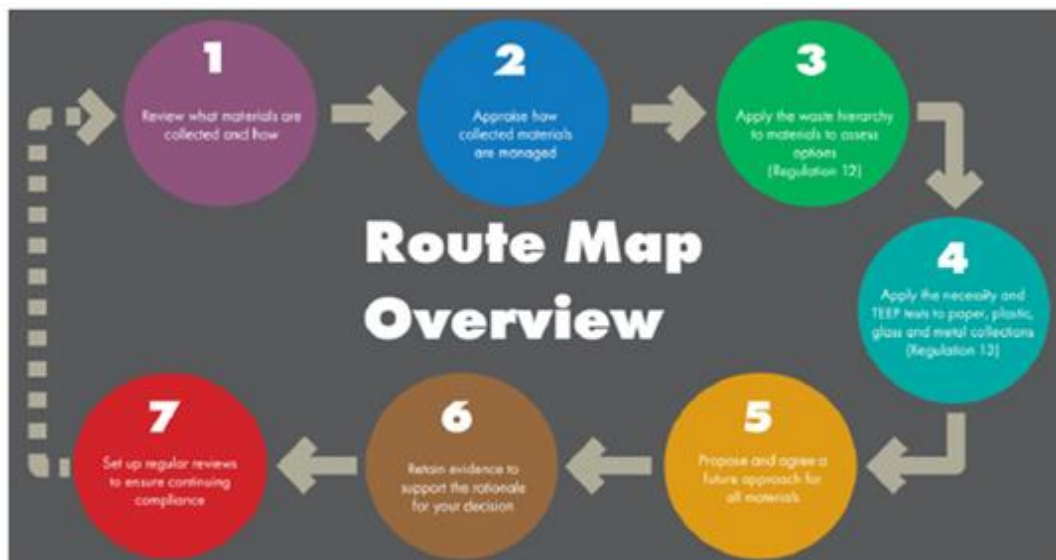 1
Review what materials are
collected and how
2
Appraise how
collected materials
are managed
3
Apply the waste hierarchy
to materials to assess
options
(Regulation 12)
Route Map
Overview
4
Apply the necessity and
TEEP tests to paper, plastic,
glass and metal collections
(Regulation 13)
5
Propose and agree a
future approach for
all materials
6
Retain evidence to
support the rationale
for your decision
7
Set up regular reviews
to ensure continuing
compliance